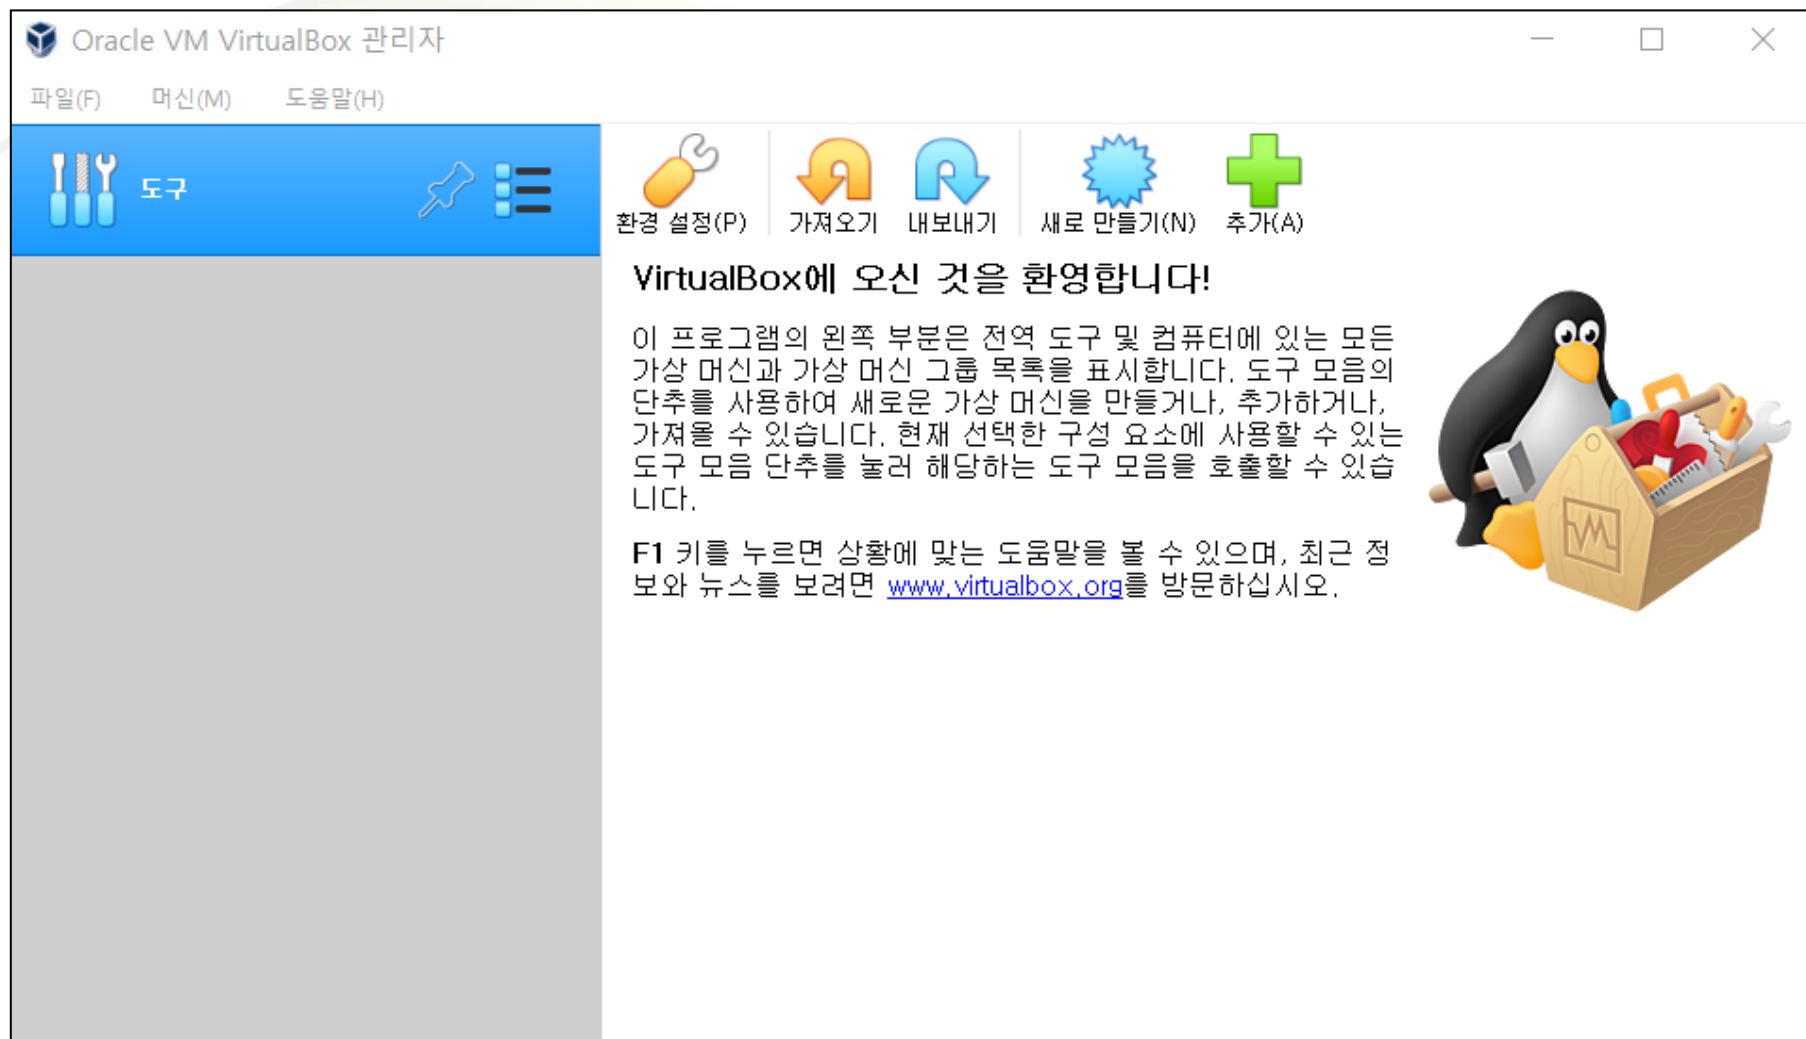 Oracle VM VirtualBox 관리자
파일(F) 머신(M) 도움말(H)
도구
환경 설정(P) 가져오기 내보내기 새로 만들기(N) 추가(A)
VirtualBox에 오신 것을 환영합니다!
이 프로그램의 왼쪽 부분은 전역 도구 및 컴퓨터에 있는 모든
가상 머신과 가상 머신 그룹 목록을 표시합니다. 도구 모음의
단추를 사용하여 새로운 가상 머신을 만들거나, 추가하거나,
가져올 수 있습니다. 현재 선택한 구성 요소에 사용할 수 있는
도구 모음 단추를 눌러 해당하는 도구 모음을 호출할 수 있습
니다.
F1 키를 누르면 상황에 맞는 도움말을 볼 수 있으며, 최근 정
보와 뉴스를 보려면 www.virtualbox.org를 방문하십시오.